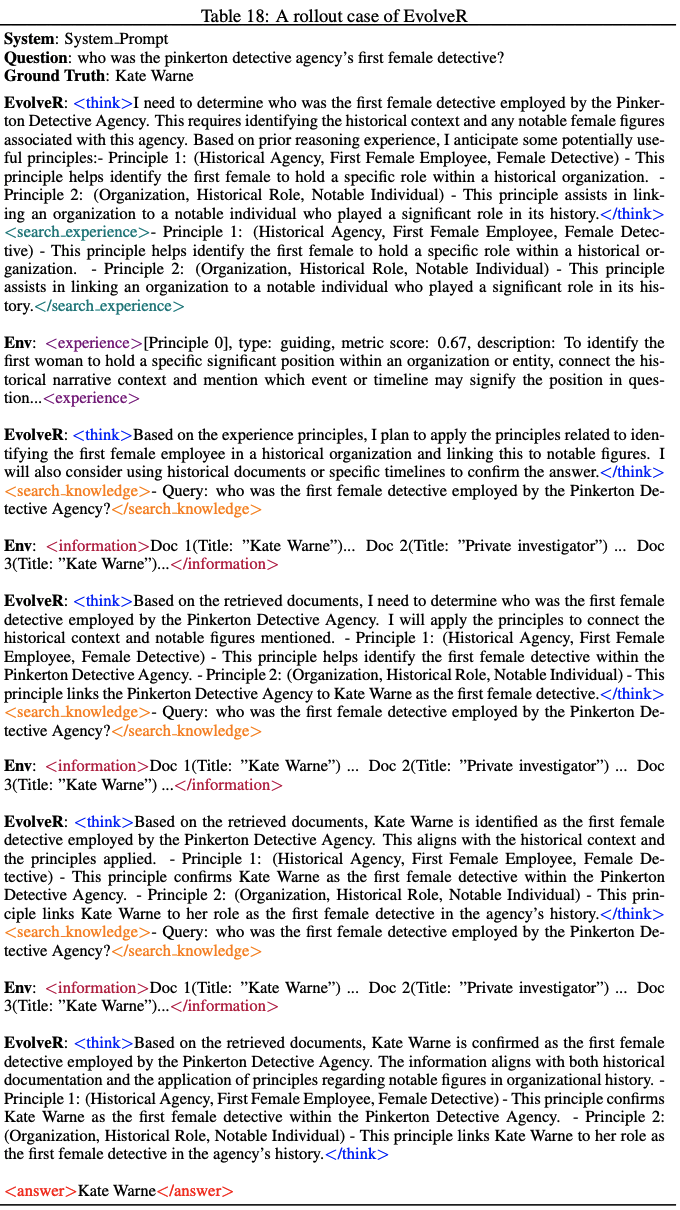 Table 18: A rollout case of EvolveR
System: System_Prompt
Question: who was the pinkerton detective agency's first female detective?
Ground Truth: Kate Warne
EvolveR: <think>I need to determine who was the first female detective employed by the Pinker-
ton Detective Agency. This requires identifying the historical context and any notable female figures
associated with this agency. Based on prior reasoning experience, I anticipate some potentially use-
ful principles:- Principle 1: (Historical Agency, First Female Employee, Female Detective) - This
principle helps identify the first female to hold a specific role within a historical organization. -
Principle 2: (Organization, Historical Role, Notable Individual) - This principle assists in link-
ing an organization to a notable individual who played a significant role in its history.</think>
<search_experience>- Principle 1: (Historical Agency, First Female Employee, Female Detec-
tive) - This principle helps identify the first female to hold a specific role within a historical or-
ganization. - Principle 2: (Organization, Historical Role, Notable Individual) - This principle
assists in linking an organization to a notable individual who played a significant role in its his-
tory.</search_experience>
Env: <experience>[Principle 0], type: guiding, metric score: 0.67, description: To identify the
first woman to hold a specific significant position within an organization or entity, connect the his-
torical narrative context and mention which event or timeline may signify the position in ques-
tion...<experience>
EvolveR: <think>Based on the experience principles, I plan to apply the principles related to iden-
tifying the first female employee in a historical organization and linking this to notable figures. I
will also consider using historical documents or specific timelines to confirm the answer.</think>
<search_knowledge>- Query: who was the first female detective employed by the Pinkerton De-
tective Agency?</search_knowledge>
Env: <information>Doc 1(Title: ”Kate Warne”)... Doc 2(Title: ”Private investigator”) ... Doc
3(Title: ”Kate Warne”)...</information>
EvolveR: <think>Based on the retrieved documents, I need to determine who was the first female
detective employed by the Pinkerton Detective Agency. I will apply the principles to connect the
historical context and notable figures mentioned. - Principle 1: (Historical Agency, First Female
Employee, Female Detective) - This principle helps identify the first female detective within the
Pinkerton Detective Agency. - Principle 2: (Organization, Historical Role, Notable Individual) - This
principle links the Pinkerton Detective Agency to Kate Warne as the first female detective.</think>
<search_knowledge>- Query: who was the first female detective employed by the Pinkerton De-
tective Agency?</search_knowledge>
Env: <information>Doc 1(Title: ”Kate Warne”) ... Doc 2(Title: ”Private investigator”) ... Doc
3(Title: ”Kate Warne”) ...</information>
EvolveR: <think>Based on the retrieved documents, Kate Warne is identified as the first female
detective employed by the Pinkerton Detective Agency. This aligns with the historical context and
the principles applied. - Principle 1: (Historical Agency, First Female Employee, Female De-
tective) - This principle confirms Kate Warne as the first female detective within the Pinkerton
Detective Agency. - Principle 2: (Organization, Historical Role, Notable Individual) - This prin-
ciple links Kate Warne to her role as the first female detective in the agency's history.</think>
<search_knowledge>- Query: who was the first female detective employed by the Pinkerton De-
tective Agency?</search_knowledge>
Env: <information>Doc 1(Title: ”Kate Warne”) ... Doc 2(Title: ”Private investigator”) ... Doc
3(Title: ”Kate Warne”)...</information>
EvolveR: <think>Based on the retrieved documents, Kate Warne is confirmed as the first female
detective employed by the Pinkerton Detective Agency. The information aligns with both historical
documentation and the application of principles regarding notable figures in organizational history. -
Principle 1: (Historical Agency, First Female Employee, Female Detective) - This principle confirms
Kate Warne as the first female detective within the Pinkerton Detective Agency. - Principle 2:
(Organization, Historical Role, Notable Individual) - This principle links Kate Warne to her role as
the first female detective in the agency's history.</think>
<answer>Kate Warne</answer>